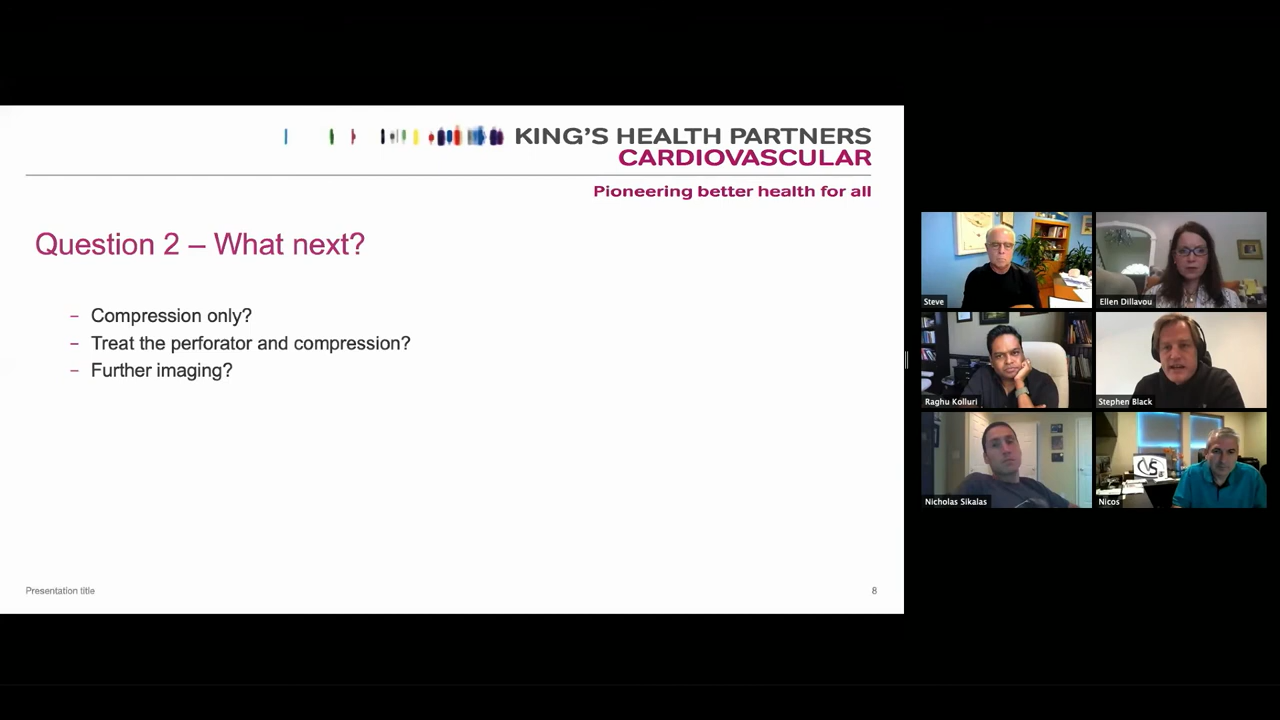 KING'S HEALTH PARTNERS
CARDIOVASCULAR
Pioneering better health for all
Question 2 – What next?
– Compression only?
– Treat the perforator and compression?
– Further imaging?
Presentation title
8
Steve
Ellen Dillavou
Raghu Kolluri
Stephen Black
Nicholas Sikalas
Nicos